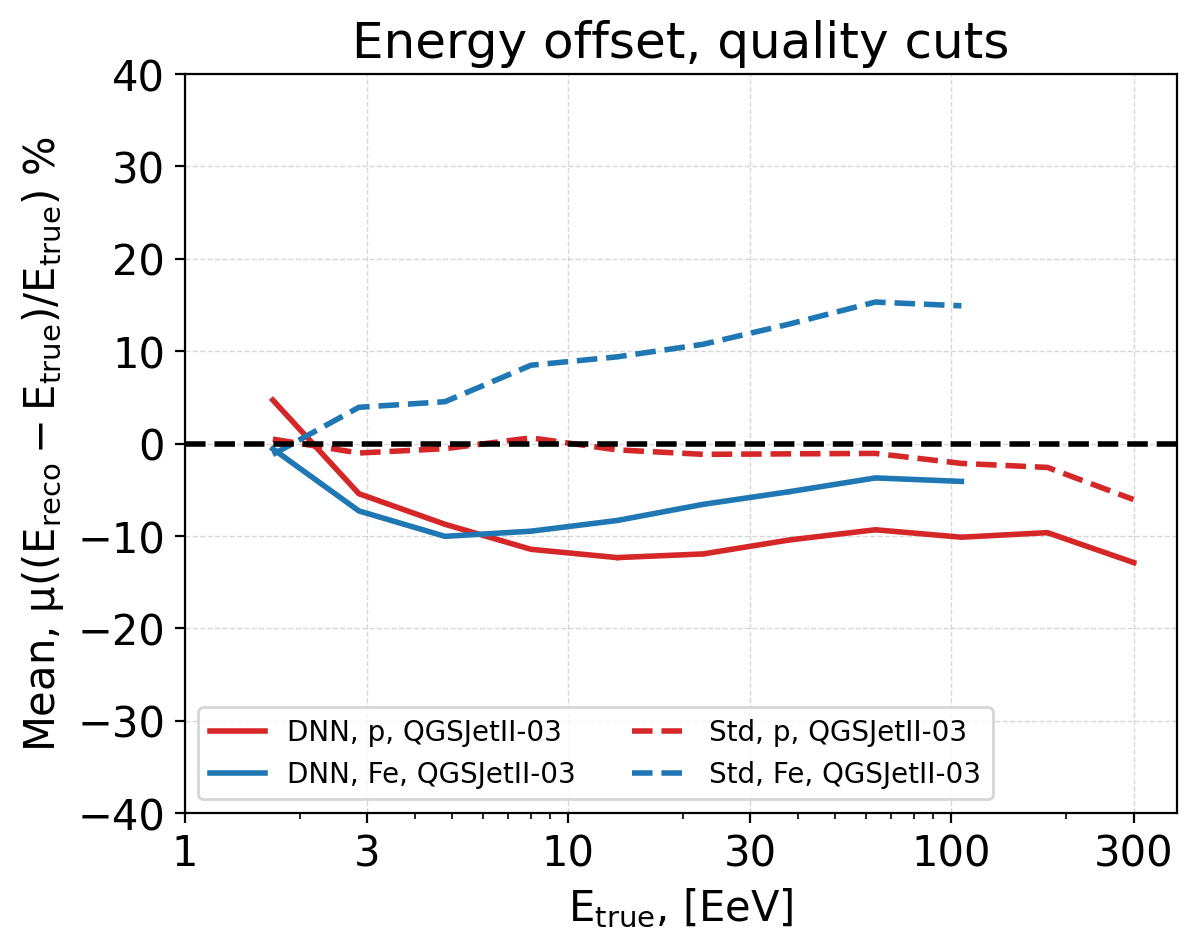 Energy offset, quality cuts
Mean, μ((E_reco − E_true)/E_true) %
40
30
20
10
0
−10
−20
−30
−40
DNN, p, QGSJetII-03
DNN, Fe, QGSJetII-03
Std, p, QGSJetII-03
Std, Fe, QGSJetII-03
1
3
10
30
100
300
E_true, [EeV]